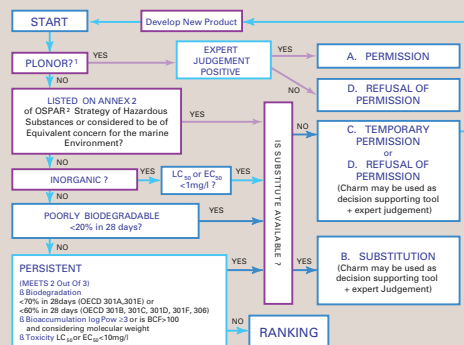 START
Develop New Product
PLONOR?¹
YES
EXPERT
JUDGEMENT
POSITIVE
YES
A. PERMISSION
NO
D. REFUSAL OF
PERMISSION
NO
LISTED ON ANNEX 2
of OSPAR² Strategy of Hazardous
Substances or considered to be of
Equivalent concern for the marine
Environment?
YES
IS SUBSTITUTE AVAILABLE ?
NO
C. TEMPORARY
PERMISSION
or
D. REFUSAL OF
PERMISSION
(Charm may be used as
decision supporting tool
+ expert judgement)
NO
INORGANIC ?
YES
LC50 or EC50
<1mg/l ?
YES
NO
POORLY BIODEGRADABLE
<20% in 28 days?
YES
NO
YES
B. SUBSTITUTION
(Charm may be used as
decision supporting tool
+ expert Judgement)
PERSISTENT
(MEETS 2 Out Of 3)
ß Biodegradation
<70% in 28days (OECD 301A,301E) or
<60% in 28 days (OECD 301B, 301C, 301D, 301F, 306)
ß Bioaccumulation log Pow ≥3 or is BCF>100
and considering molecular weight
ß Toxicity LC50 or EC50<10mg/l
YES
NO
RANKING